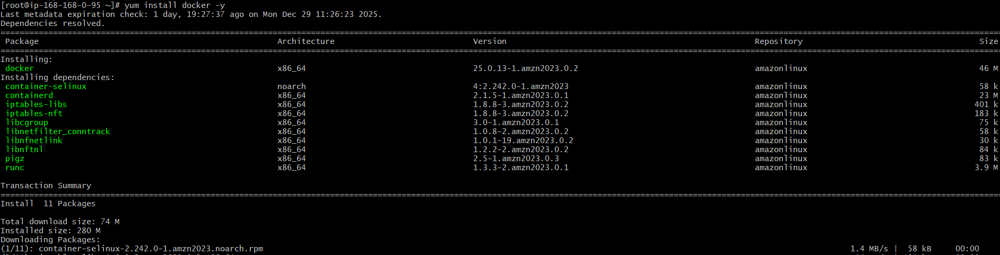 [root@ip-168-168-0-95 ~]# yum install docker -y
Last metadata expiration check: 1 day, 19:27:37 ago on Mon Dec 29 11:26:23 2025.
Dependencies resolved.
Package Architecture Version Repository Size
Installing:
docker x86_64 25.0.13-1.amzn2023.0.2 amazonlinux 46 M
Installing dependencies:
container-selinux noarch 4:2.242.0-1.amzn2023 amazonlinux 58 k
containerd x86_64 2.1.5-1.amzn2023.0.1 amazonlinux 23 M
iptables-libs x86_64 1.8.8-3.amzn2023.0.2 amazonlinux 401 k
iptables-nft x86_64 1.8.8-3.amzn2023.0.2 amazonlinux 183 k
libcgroup x86_64 3.0-1.amzn2023.0.1 amazonlinux 75 k
libnetfilter_conntrack x86_64 1.0.8-2.amzn2023.0.2 amazonlinux 58 k
libnfnetlink x86_64 1.0.1-19.amzn2023.0.2 amazonlinux 30 k
libnftnl x86_64 1.2.2-2.amzn2023.0.2 amazonlinux 84 k
pigz x86_64 2.5-1.amzn2023.0.3 amazonlinux 83 k
runc x86_64 1.3.3-2.amzn2023.0.1 amazonlinux 3.9 M
Transaction Summary
Install 11 Packages
Total download size: 74 M
Installed size: 280 M
Downloading Packages:
(1/11): container-selinux-2.242.0-1.amzn2023.noarch.rpm 1.4 MB/s | 58 kB 00:00